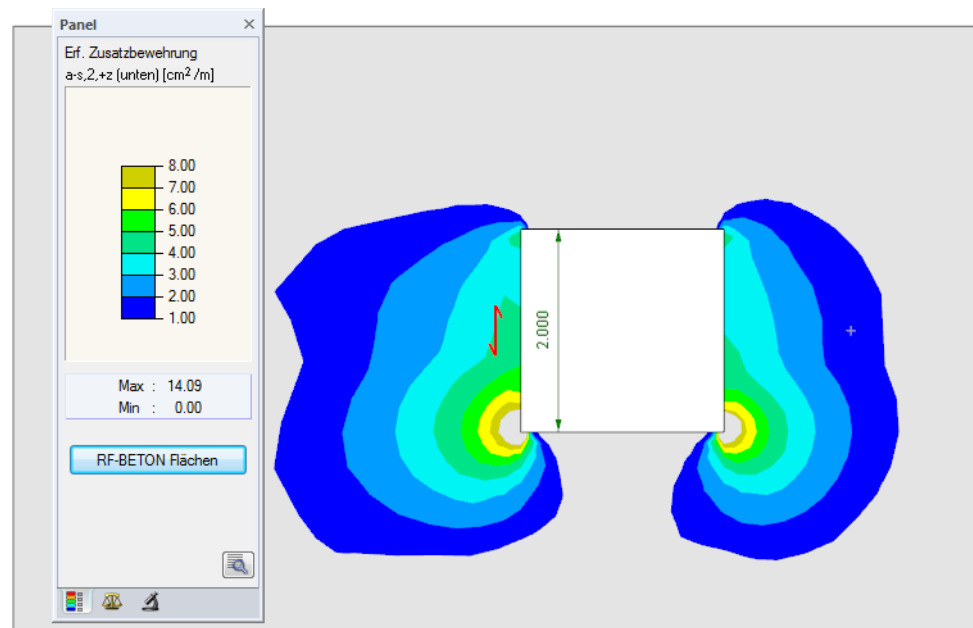 Panel
Erf. Zusatzbewehrung
a-s,2,+z (unten) [cm²/m]
8.00
7.00
6.00
5.00
4.00
3.00
2.00
1.00
Max : 14.09
Min : 0.00
RF-BETON Flächen
2.000